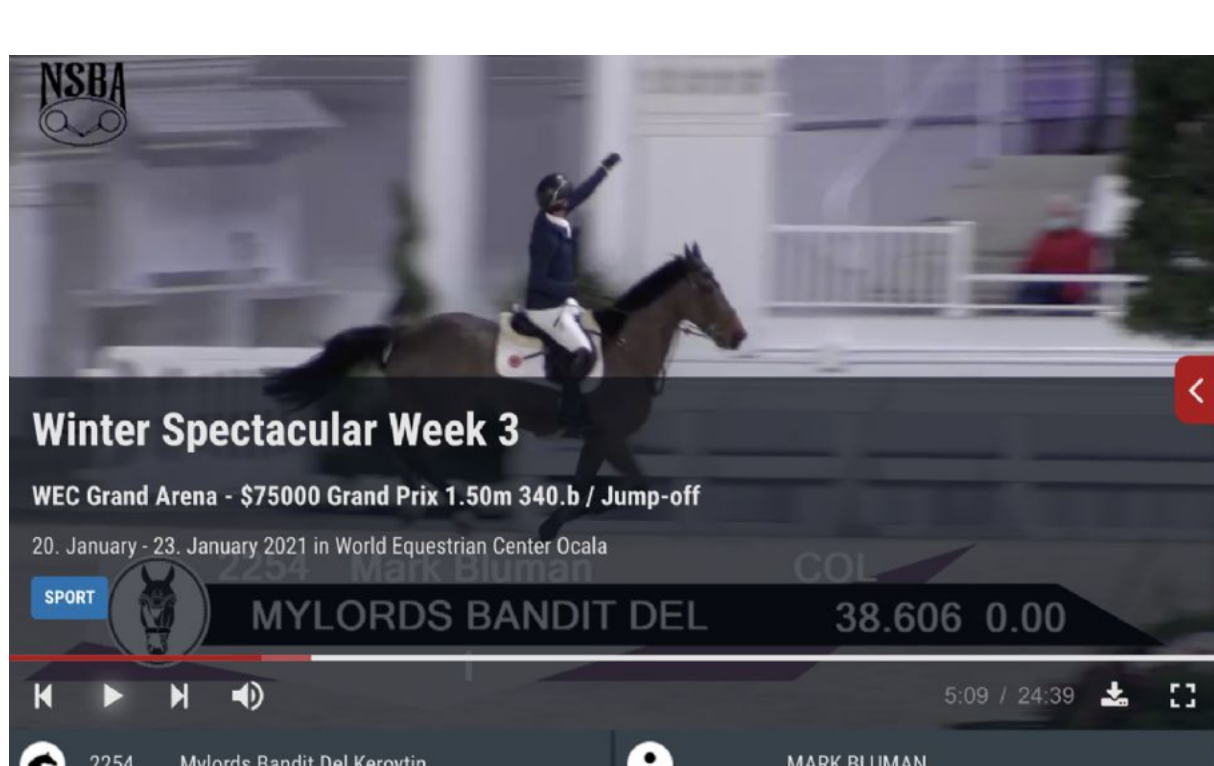 NSBA
Winter Spectacular Week 3
WEC Grand Arena - $75000 Grand Prix 1.50m 340.b / Jump-off
20. January - 23. January 2021 in World Equestrian Center Ocala
2254 Mark Bluman COL
SPORT
MYLORDS BANDIT DEL 38.606 0.00
5:09 / 24:39
2254 Mylords Bandit Del Keroytin MARK BLUMAN